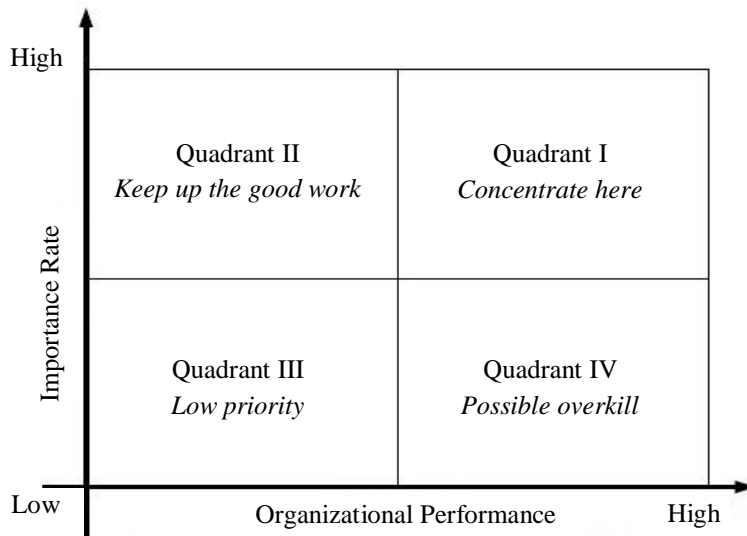 High
Quadrant II
Keep up the good work
Quadrant I
Concentrate here
Importance Rate
Quadrant III
Low priority
Quadrant IV
Possible overkill
Low
Organizational Performance
High